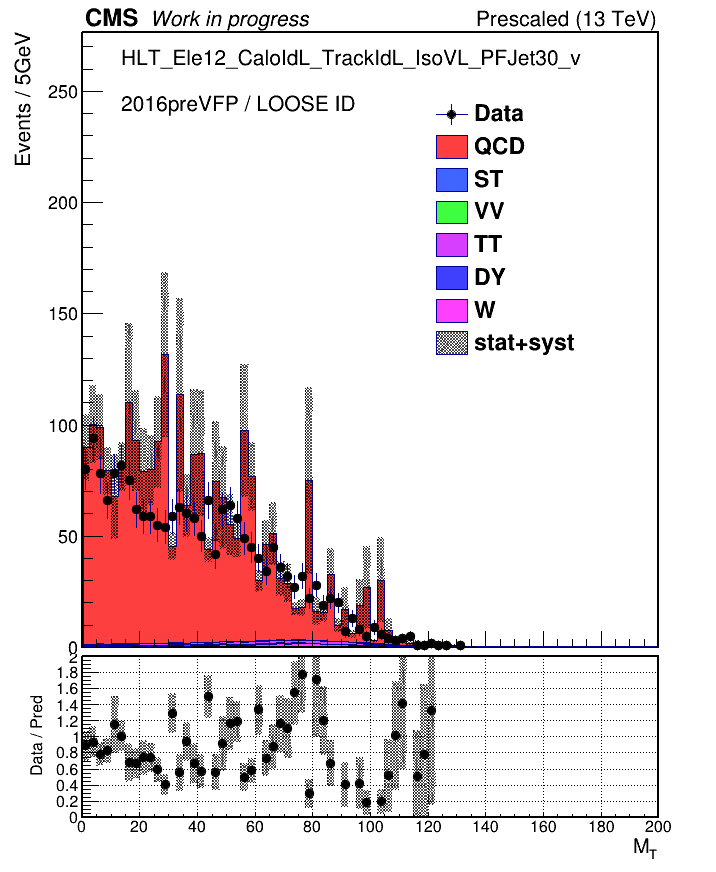 CMS Work in progress Prescaled (13 TeV)
Events / 5GeV
HLT_Ele12_CaloIdL_TrackIdL_IsoVL_PFJet30_v
2016preVFP / LOOSE ID
Data
QCD
ST
VV
TT
DY
W
stat+syst
250
200
150
100
50
0
Data / Pred
2
1.8
1.6
1.4
1.2
1
0.8
0.6
0.4
0.2
0
0 20 40 60 80 100 120 140 160 180 200
M_T